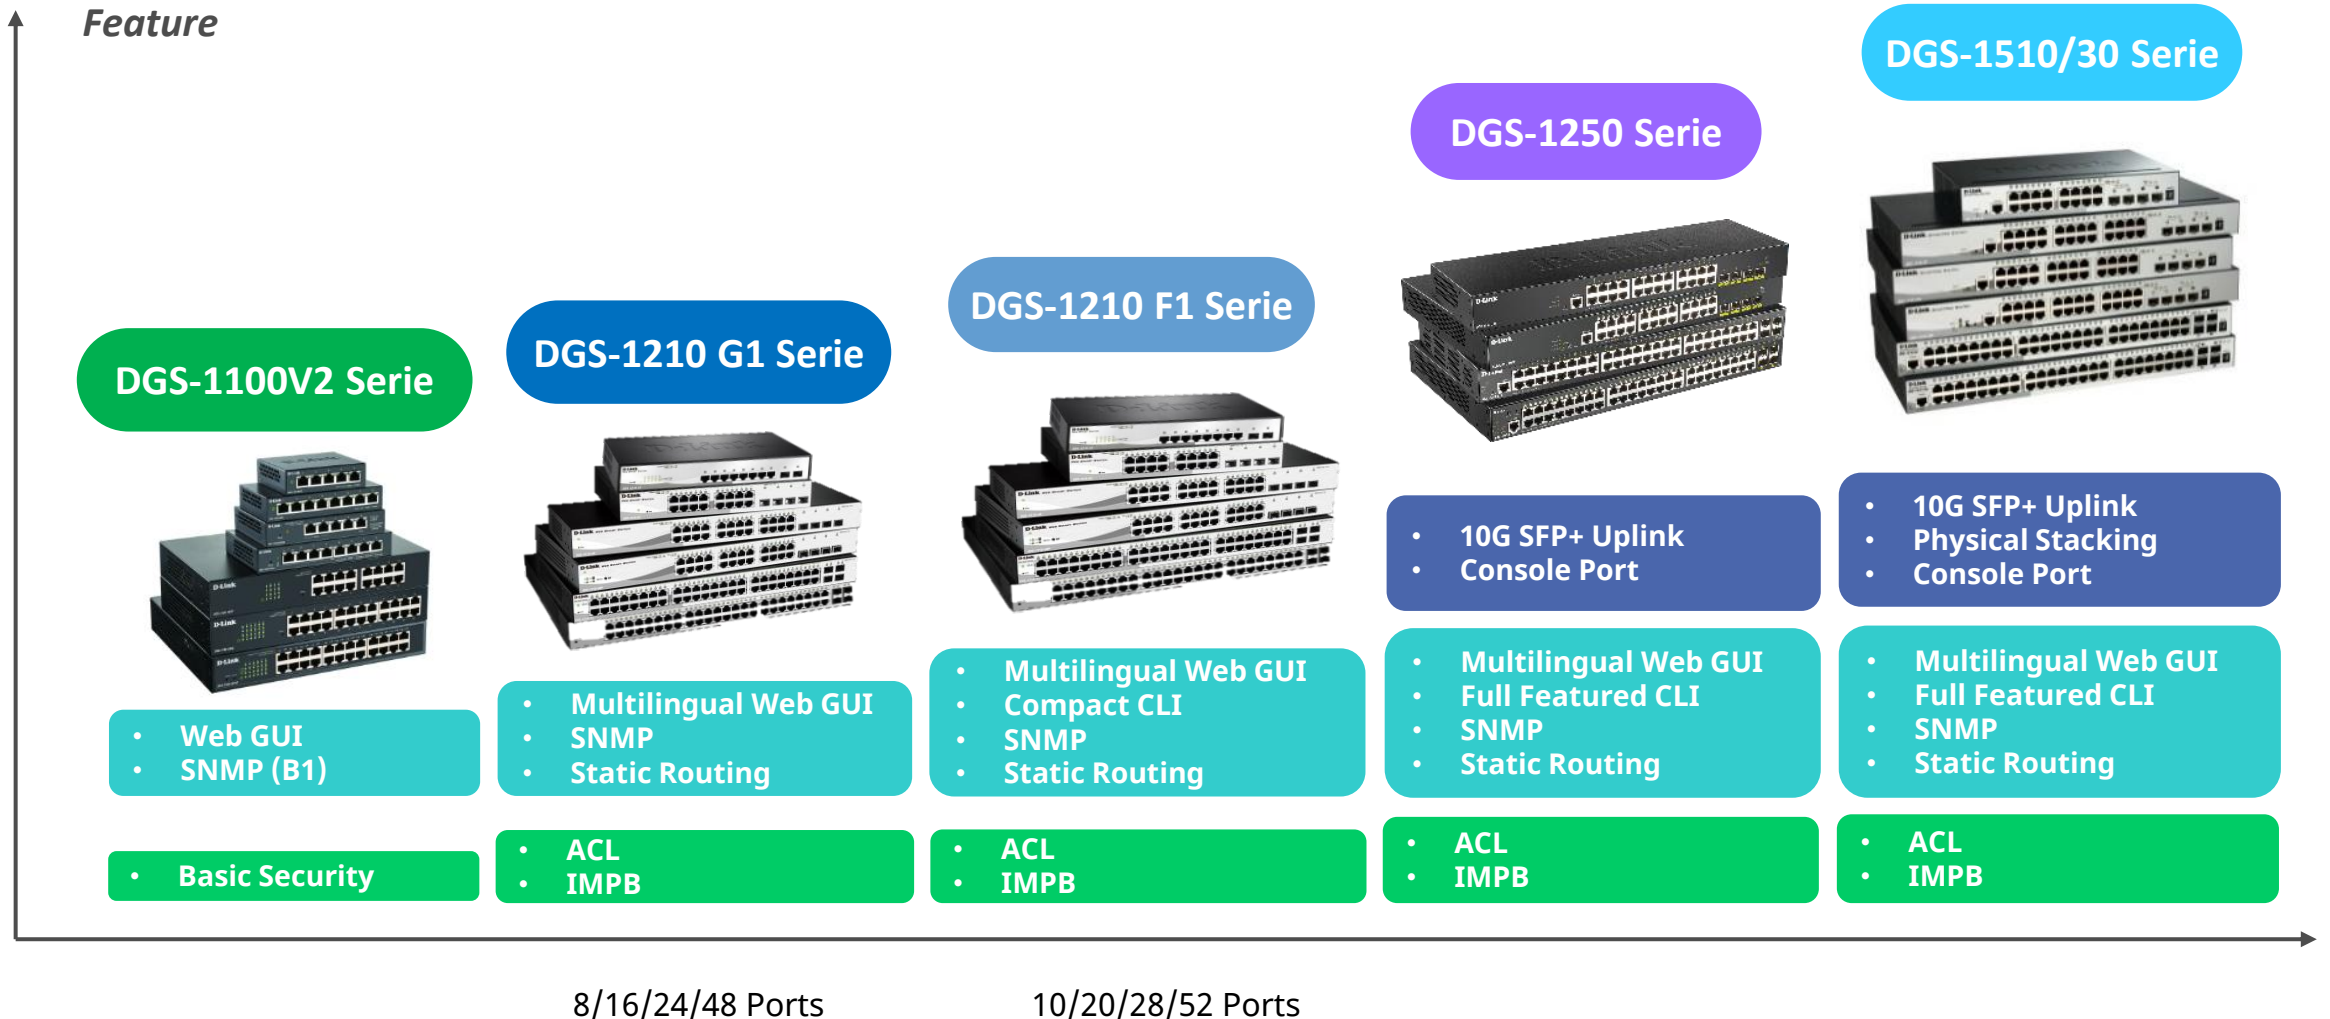 Feature
DGS-1510/30 Serie
DGS-1250 Serie
DGS-1210 F1 Serie
DGS-1210 G1 Serie
DGS-1100V2 Serie
• Web GUI
• SNMP (B1)
• Basic Security
• Multilingual Web GUI
• SNMP
• Static Routing
• ACL
• IMPB
• Multilingual Web GUI
• Compact CLI
• SNMP
• Static Routing
• ACL
• IMPB
• 10G SFP+ Uplink
• Console Port
• Multilingual Web GUI
• Full Featured CLI
• SNMP
• Static Routing
• ACL
• IMPB
• 10G SFP+ Uplink
• Physical Stacking
• Console Port
• Multilingual Web GUI
• Full Featured CLI
• SNMP
• Static Routing
• ACL
• IMPB
8/16/24/48 Ports
10/20/28/52 Ports